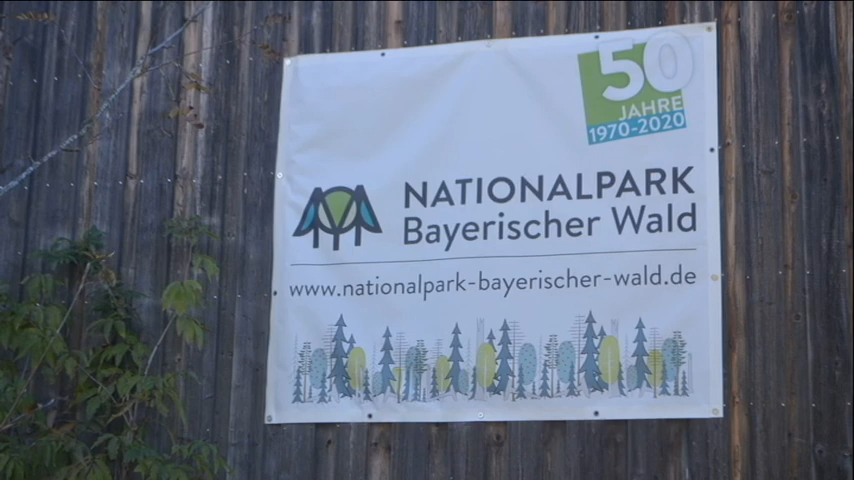 50
JAHRE
1970-2020
NATIONALPARK
Bayerischer Wald
www.nationalpark-bayerischer-wald.de